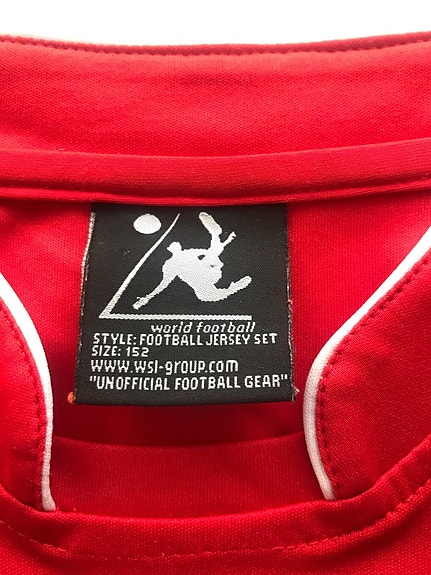 world football
STYLE: FOOTBALL JERSEY SET
SIZE: 152
www.wsi-group.com
"UNOFFICIAL FOOTBALL GEAR"